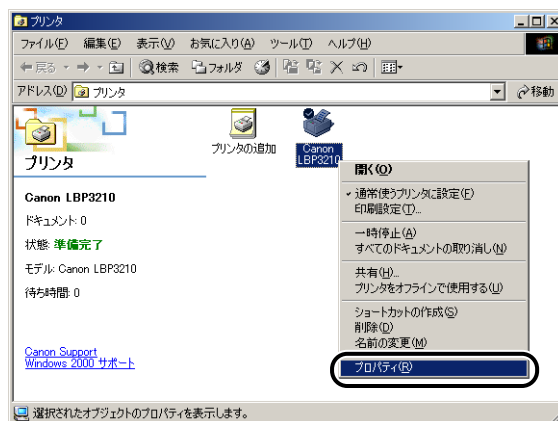 プリンタ
ファイル(F) 編集(E) 表示(V) お気に入り(A) ツール(T) ヘルプ(H)
戻る 検索 フォルダ
アドレス(D) プリンタ 移動
プリンタ
Canon LBP3210
ドキュメント: 0
状態: 準備完了
モデル: Canon LBP3210
待ち時間: 0
Canon Support
Windows 2000 サポート
プリンタの追加
Canon
LBP3210
開く(O)
通常使うプリンタに設定(F)
印刷設定(T)...
一時停止(A)
すべてのドキュメントの取り消し(N)
共有(H)...
プリンタをオフラインで使用する(U)
ショートカットの作成(S)
削除(D)
名前の変更(M)
プロパティ(R)
選択されたオブジェクトのプロパティを表示します。